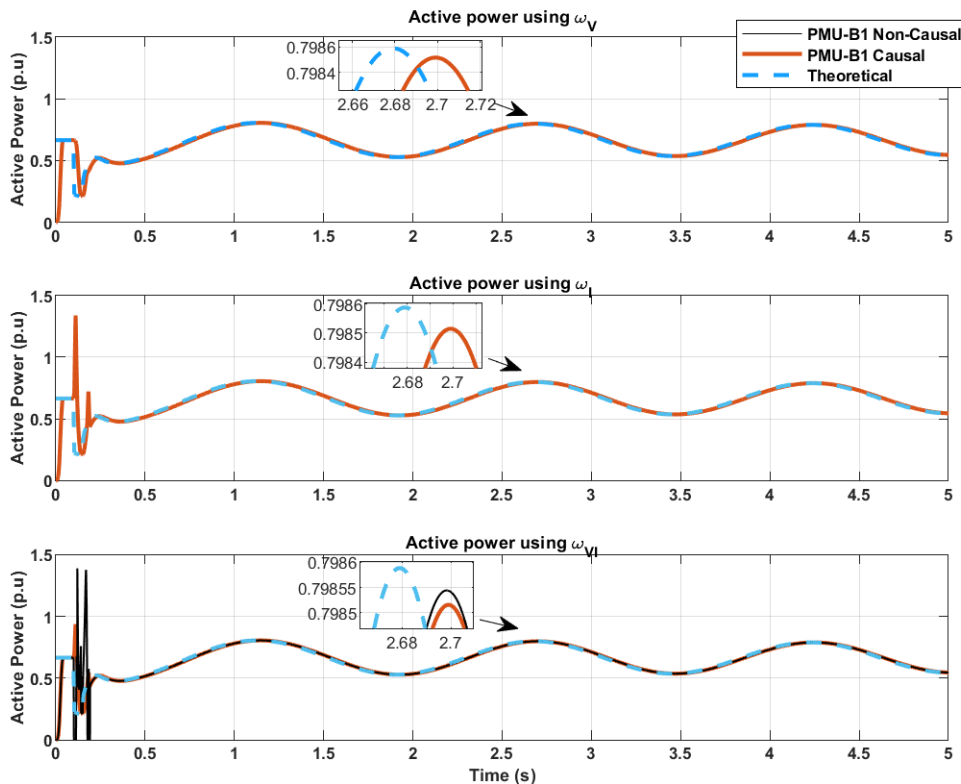 Active power using ωV
PMU-B1 Non-Causal
PMU-B1 Causal
Theoretical
Active Power (p.u)
1.5
1
0.5
0
0.7986
0.7984
2.66 2.68 2.7 2.72
0 0.5 1 1.5 2 2.5 3 3.5 4 4.5 5
Time (s)
Active power using ωI
Active Power (p.u)
1.5
1
0.5
0
0.7986
0.79855
0.7985
0.7984
2.68 2.7
0 0.5 1 1.5 2 2.5 3 3.5 4 4.5 5
Active power using ωVI
Active Power (p.u)
1.5
1
0.5
0
0.7986
0.79855
0.7985
2.68 2.7
0 0.5 1 1.5 2 2.5 3 3.5 4 4.5 5
Time (s)